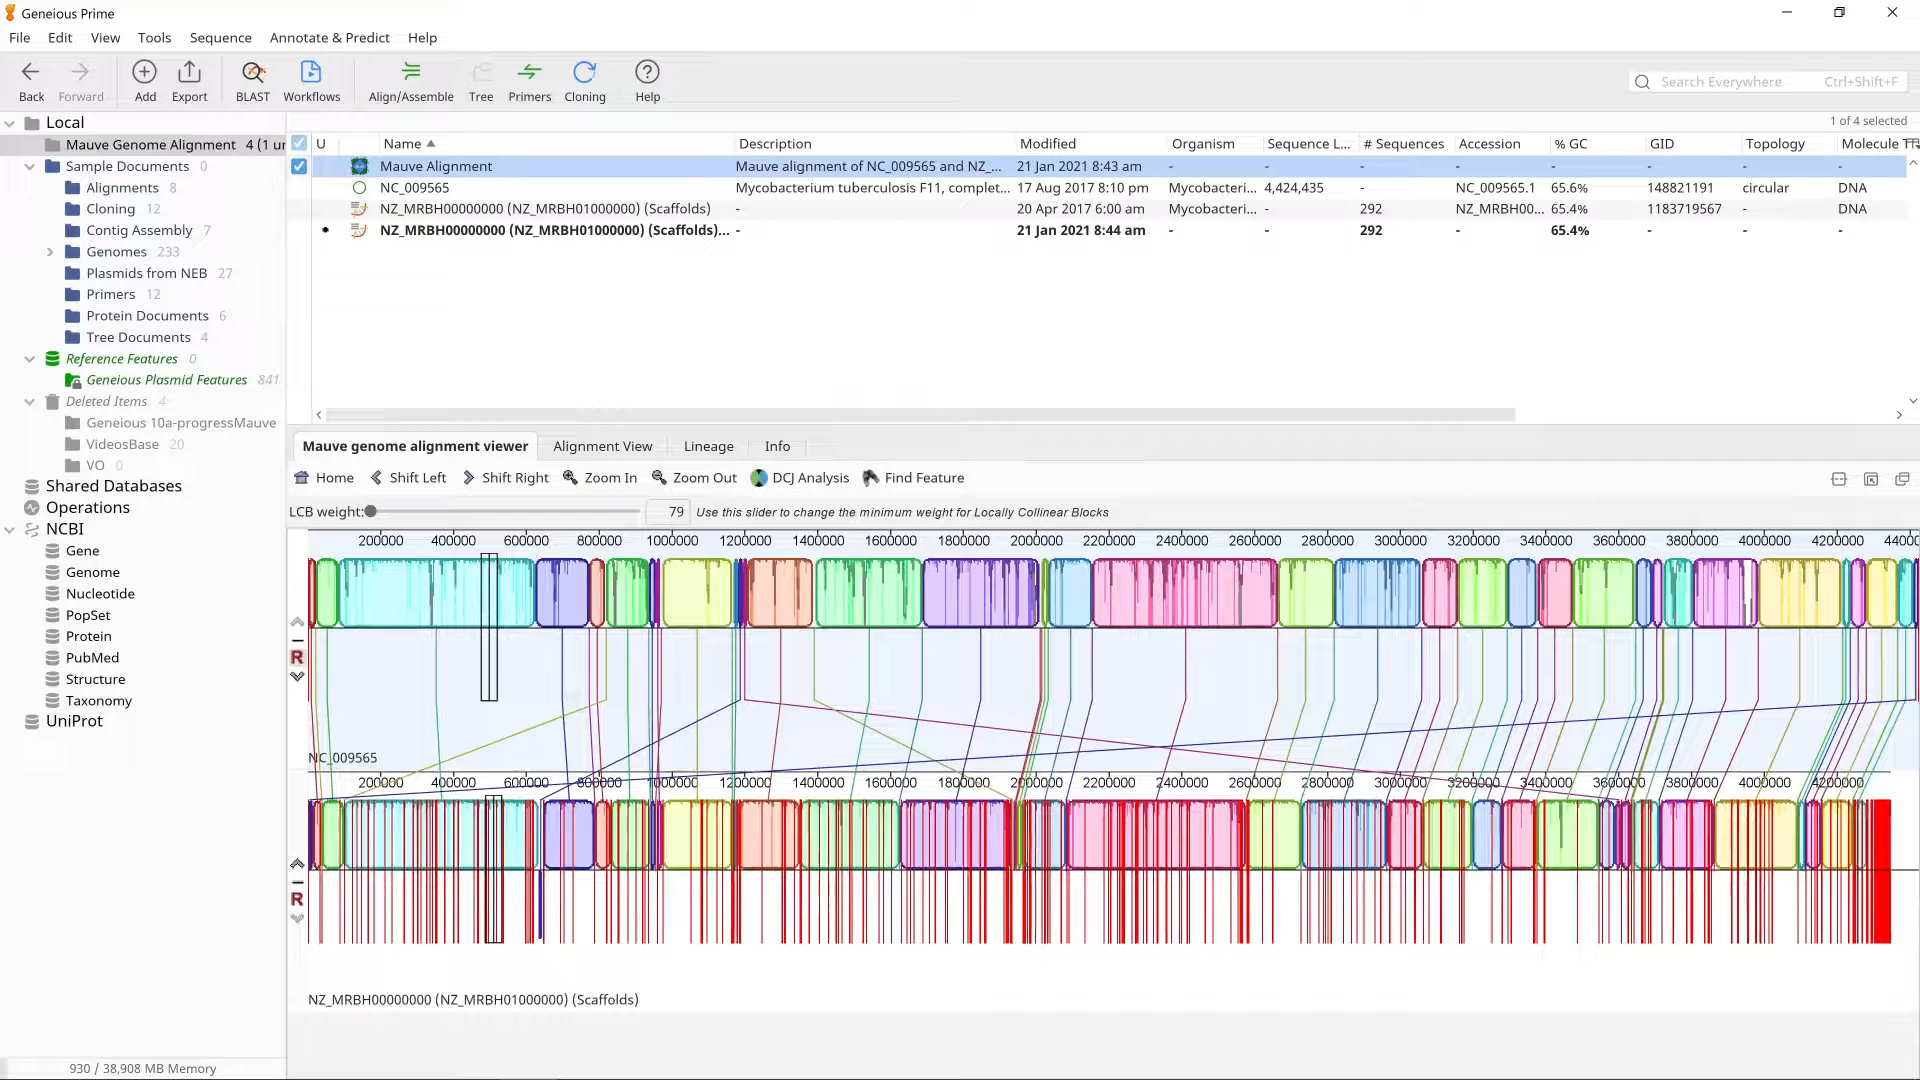 Geneious Prime
File Edit View Tools Sequence Annotate & Predict Help
Back Forward Add Export BLAST Workflows Align/Assemble Tree Primers Cloning Help
Search Everywhere Ctrl+Shift+F
1 of 4 selected
Local
Mauve Genome Alignment 4 (1 ur
Sample Documents 0
Alignments 8
Cloning 12
Contig Assembly 7
Genomes 233
Plasmids from NEB 27
Primers 12
Protein Documents 6
Tree Documents 4
Reference Features 0
Geneious Plasmid Features 841
Deleted Items 4
Geneious 10a-progressMauve
VideosBase 20
VO 0
Shared Databases
Operations
NCBI
Gene
Genome
Nucleotide
PopSet
Protein
PubMed
Structure
Taxonomy
UniProt
930 / 38,908 MB Memory
U Name Description Modified Organism Sequence L... # Sequences Accession % GC GID Topology Molecule T
Mauve Alignment Mauve alignment of NC_009565 and NZ_... 21 Jan 2021 8:43 am
NC_009565 Mycobacterium tuberculosis F11, complet... 17 Aug 2017 8:10 pm Mycobacteri... 4,424,435 - NC_009565.1 65.6% 148821191 circular DNA
NZ_MRBH00000000 (NZ_MRBH01000000) (Scaffolds) - 20 Apr 2017 6:00 am Mycobacteri... - 292 NZ_MRBH00... 65.4% 1183719567 - DNA
NZ_MRBH00000000 (NZ_MRBH01000000) (Scaffolds)... - 21 Jan 2021 8:44 am - - 292 - 65.4% - - -
Mauve genome alignment viewer Alignment View Lineage Info
Home Shift Left Shift Right Zoom In Zoom Out DCJ Analysis Find Feature
LCB weight: 79 Use this slider to change the minimum weight for Locally Collinear Blocks
200000 400000 600000 800000 1000000 1200000 1400000 1600000 1800000 2000000 2200000 2400000 2600000 2800000 3000000 3200000 3400000 3600000 3800000 4000000 4200000 44000
R
NC_009565
200000 400000 600000 800000 1000000 1200000 1400000 1600000 1800000 2000000 2200000 2400000 2600000 2800000 3000000 3200000 3400000 3600000 3800000 4000000 4200000
R
NZ_MRBH00000000 (NZ_MRBH01000000) (Scaffolds)